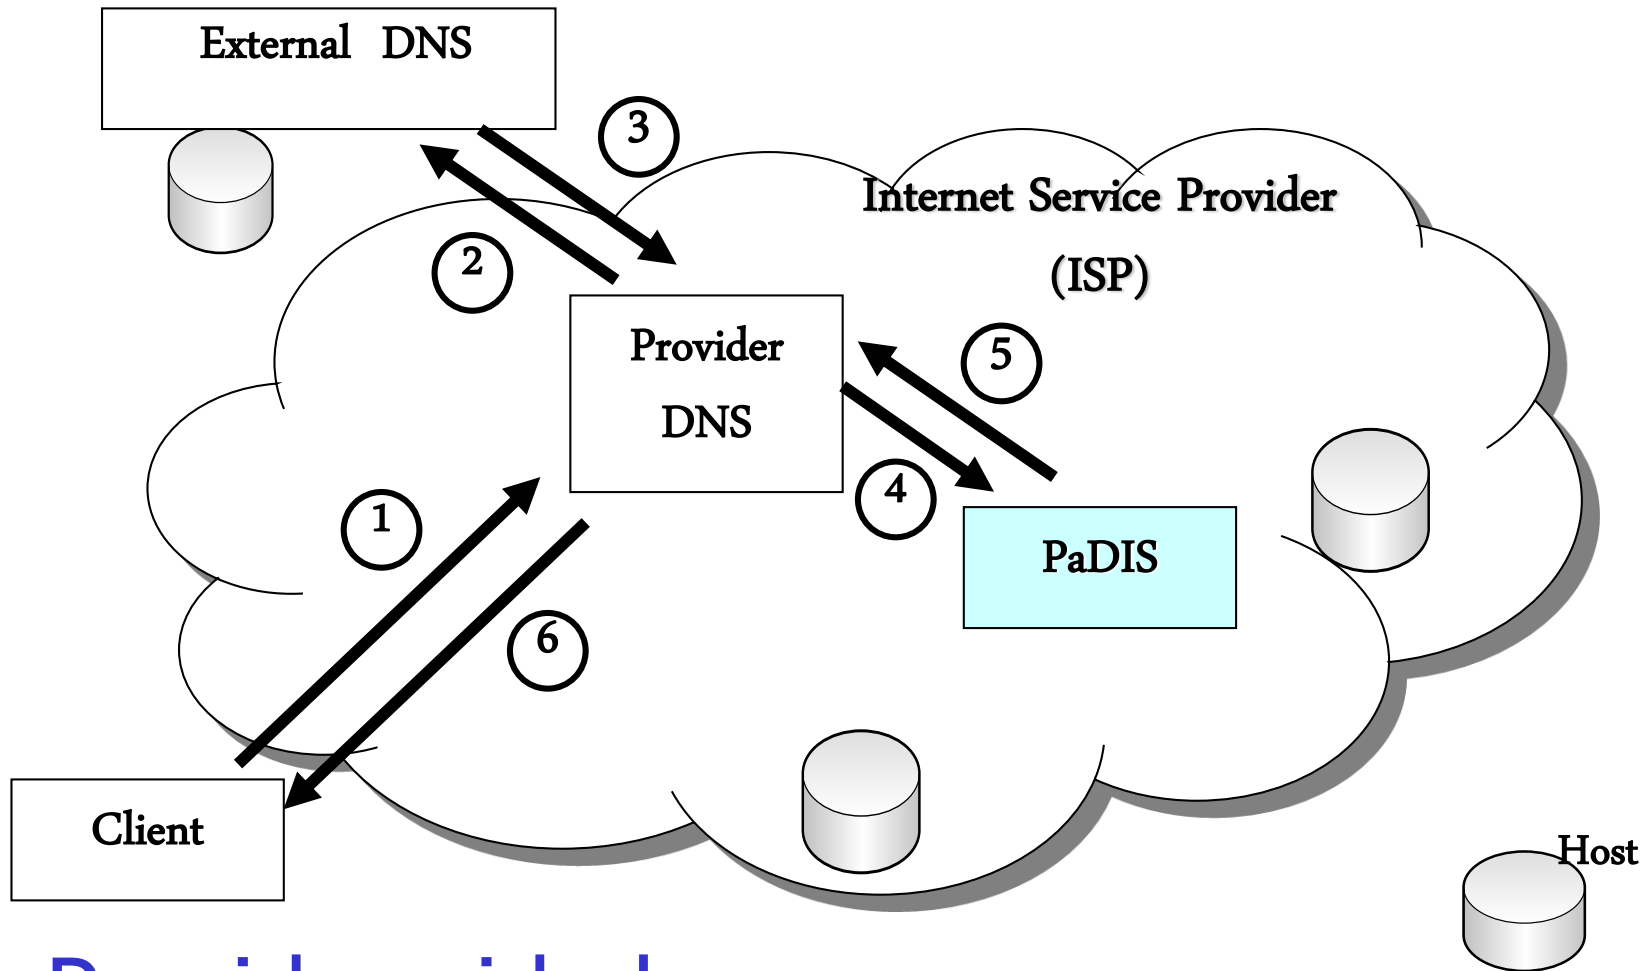 External DNS
3
Internet Service Provider
(ISP)
2
Provider
DNS
5
4
1
PaDIS
6
Client
Host